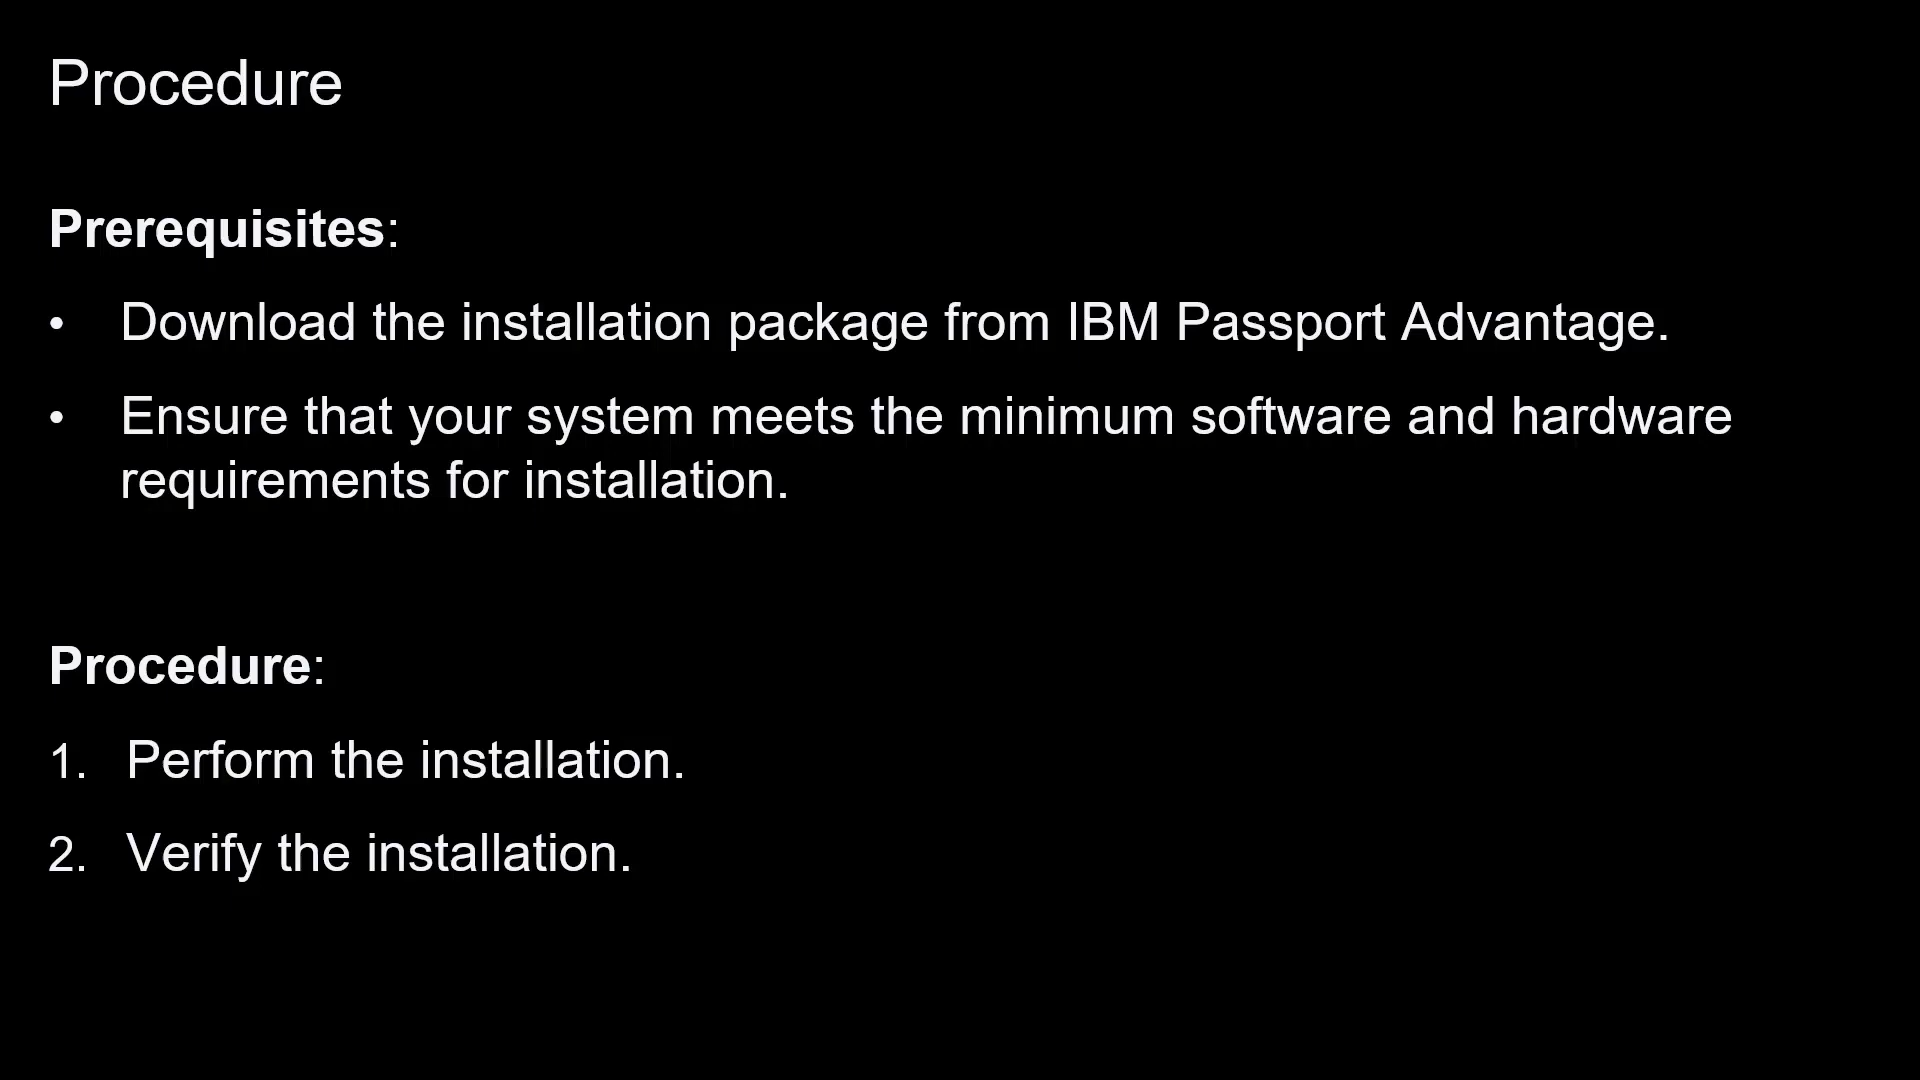 Procedure
Prerequisites:
• Download the installation package from IBM Passport Advantage.
• Ensure that your system meets the minimum software and hardware
requirements for installation.
Procedure:
1. Perform the installation.
2. Verify the installation.